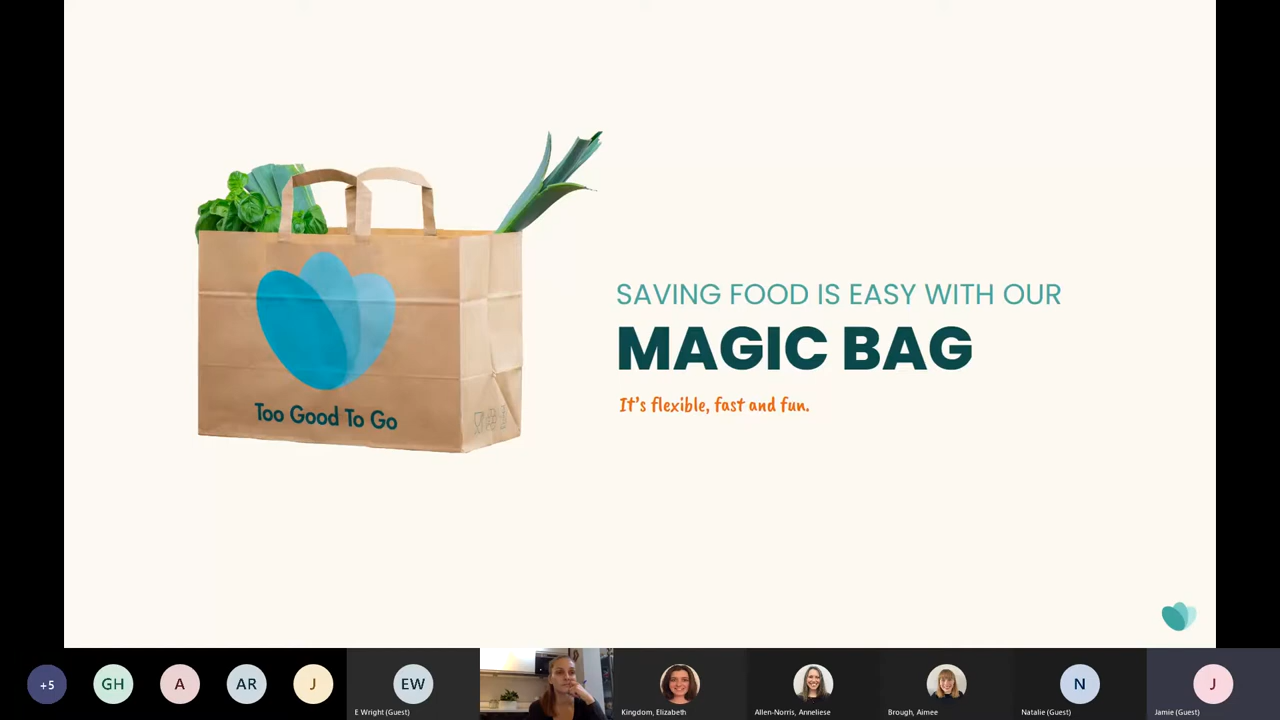 SAVING FOOD IS EASY WITH OUR
MAGIC BAG
It's flexible, fast and fun.
Too Good To Go
+5
GH
A
AR
J
EW
E Wright (Guest)
Kingdom, Elizabeth
Allen-Norris, Anneliese
Brough, Aimee
N
Natalie (Guest)
J
Jamie (Guest)